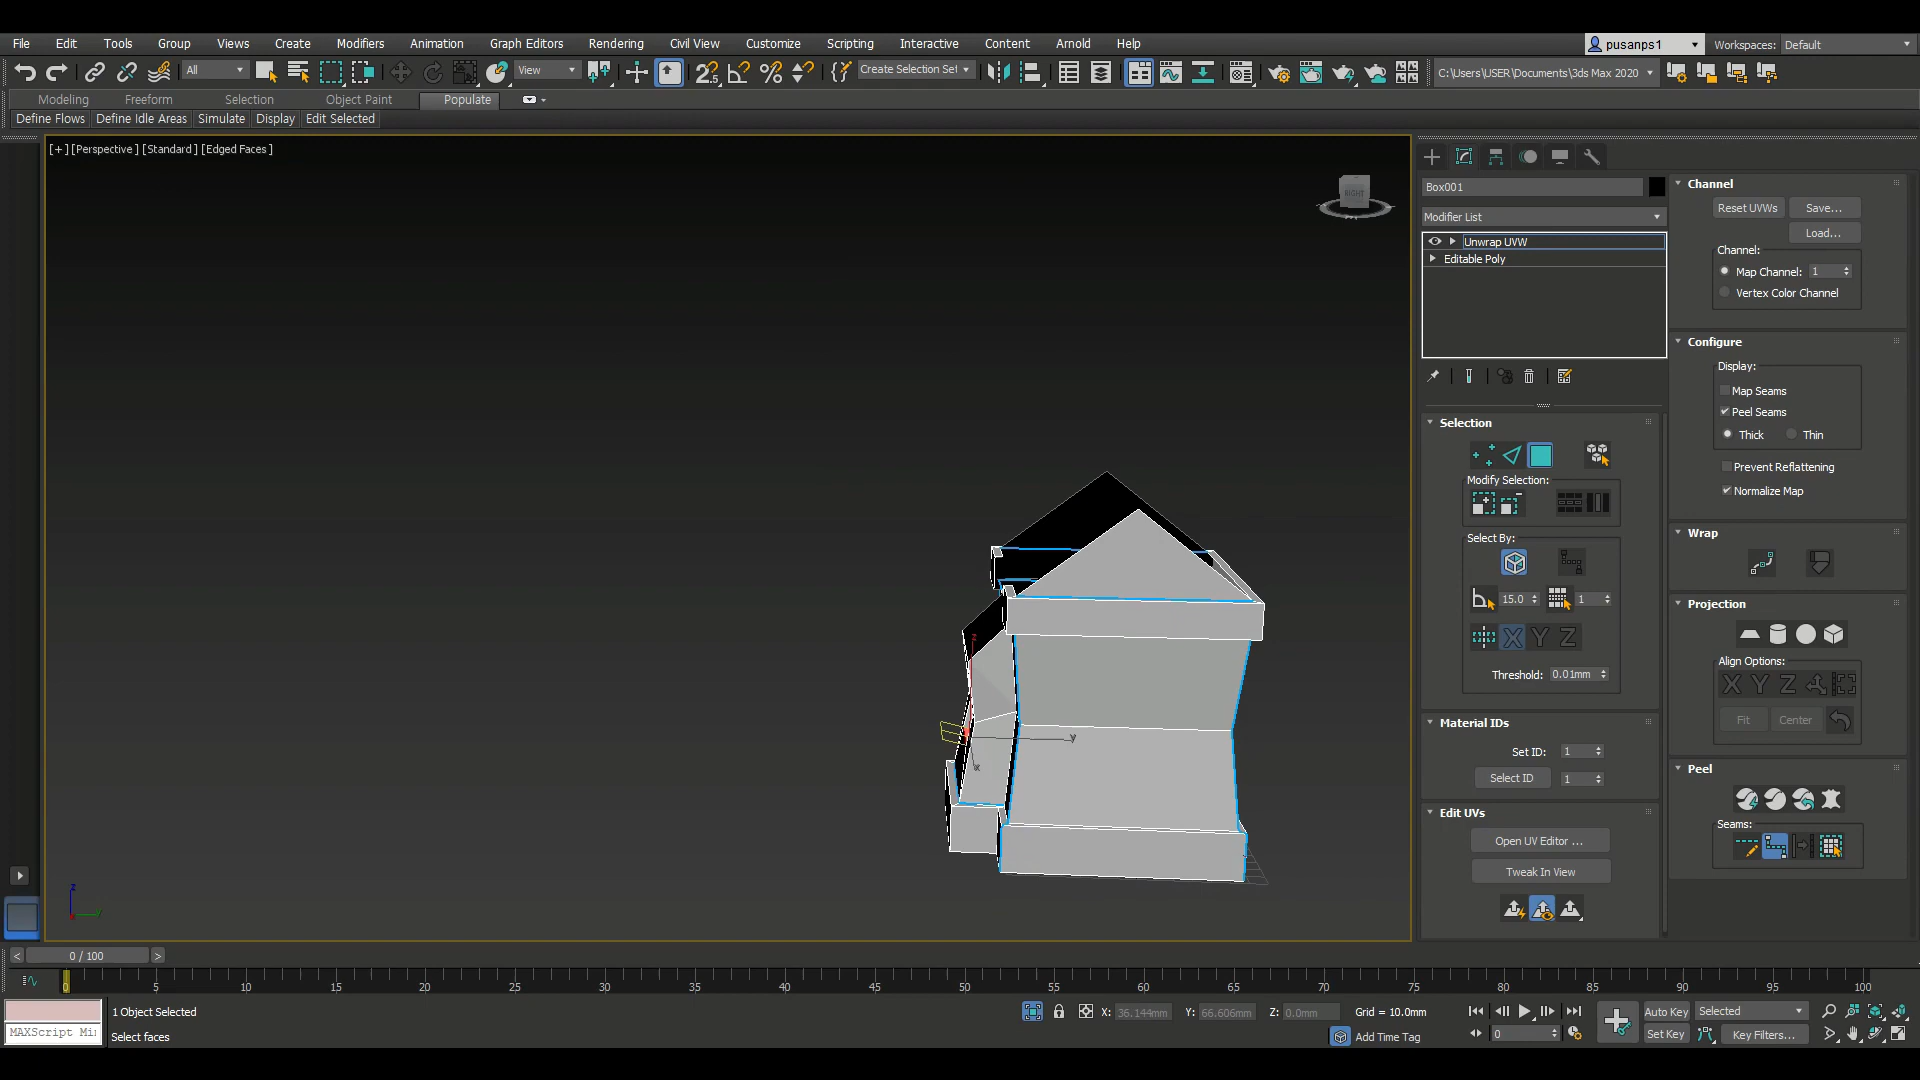 File Edit Tools Group Views Create Modifiers Animation Graph Editors Rendering Civil View Customize Scripting Interactive Content Arnold Help pusanps1 Workspaces: Default
All View Create Selection Set C:\Users\USER\Documents\3ds Max 2020
Modeling Freeform Selection Object Paint Populate
Define Flows Define Idle Areas Simulate Display Edit Selected
[+] [Perspective] [Standard] [Edged Faces]
RIGHT
y
x
z
Box001
Modifier List
Unwrap UVW
Editable Poly
Selection
Modify Selection:
Select By:
15.0 1
X Y Z
Threshold: 0.01mm
Material IDs
Set ID: 1
Select ID 1
Edit UVs
Open UV Editor ...
Tweak In View
Channel
Reset UVWs Save...
Load...
Channel:
Map Channel: 1
Vertex Color Channel
Configure
Display:
Map Seams
Peel Seams
Thick Thin
Prevent Reflattening
Normalize Map
Wrap
Projection
Align Options:
X Y Z
Fit Center
Peel
Seams:
< 0 / 100 >
0 5 10 15 20 25 30 35 40 45 50 55 60 65 70 75 80 85 90 95 100
1 Object Selected X: 36.144mm Y: 66.606mm Z: 0.0mm Grid = 10.0mm Auto Key Selected
MAXScript Mi
Select faces Add Time Tag 0 Set Key Key Filters...